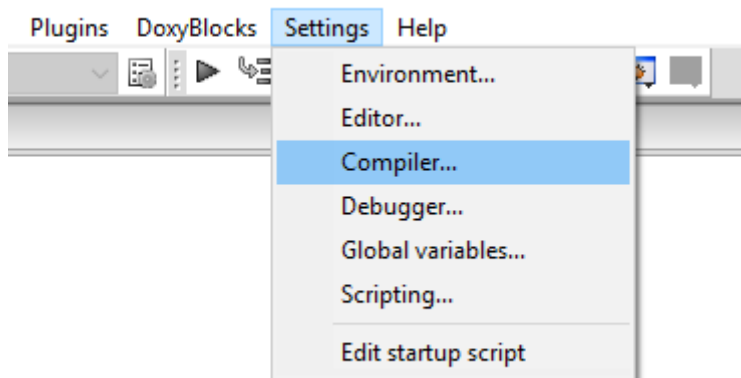 Plugins DoxyBlocks Settings Help
Environment...
Editor...
Compiler...
Debugger...
Global variables...
Scripting...
Edit startup script